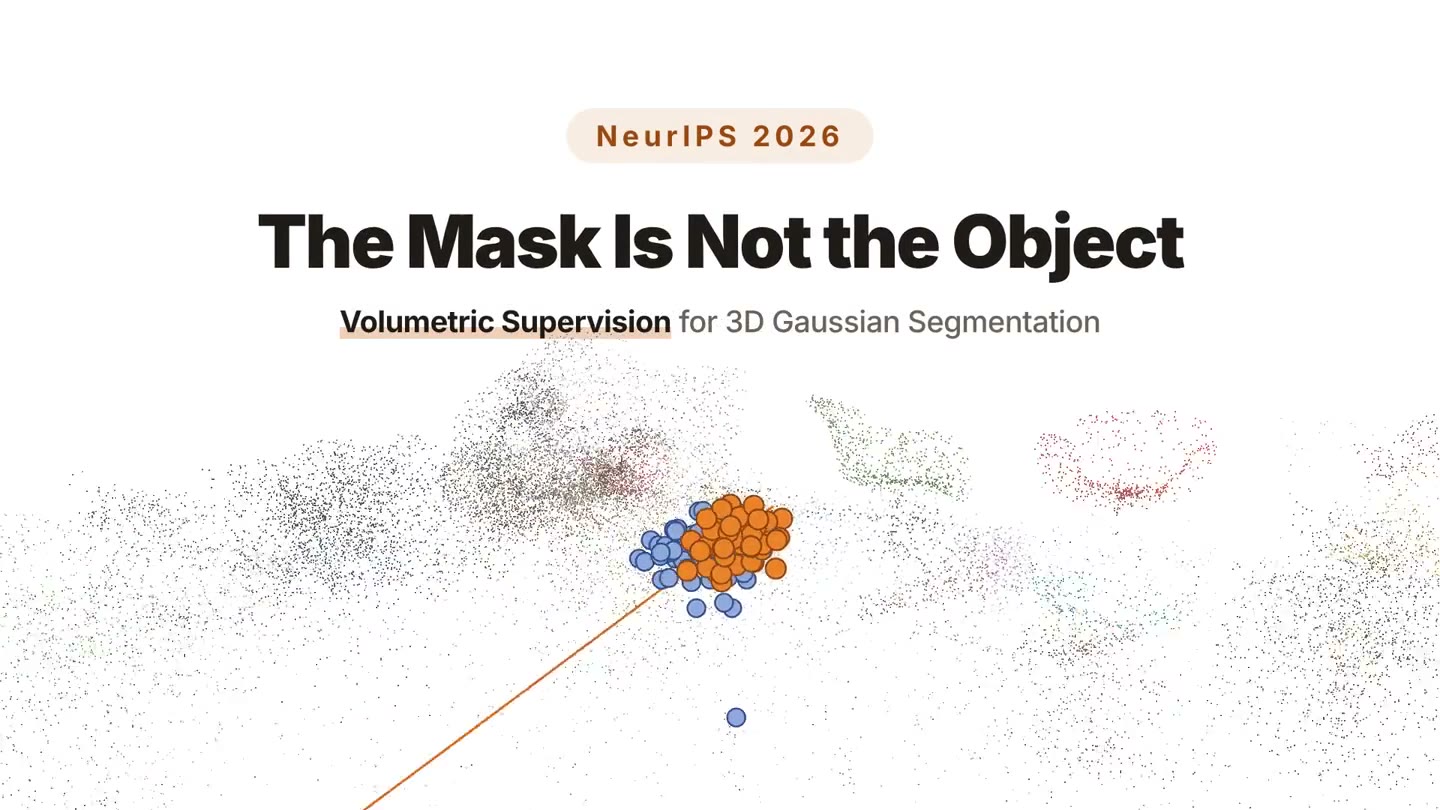 NeurIPS 2026
The Mask Is Not the Object
Volumetric Supervision for 3D Gaussian Segmentation